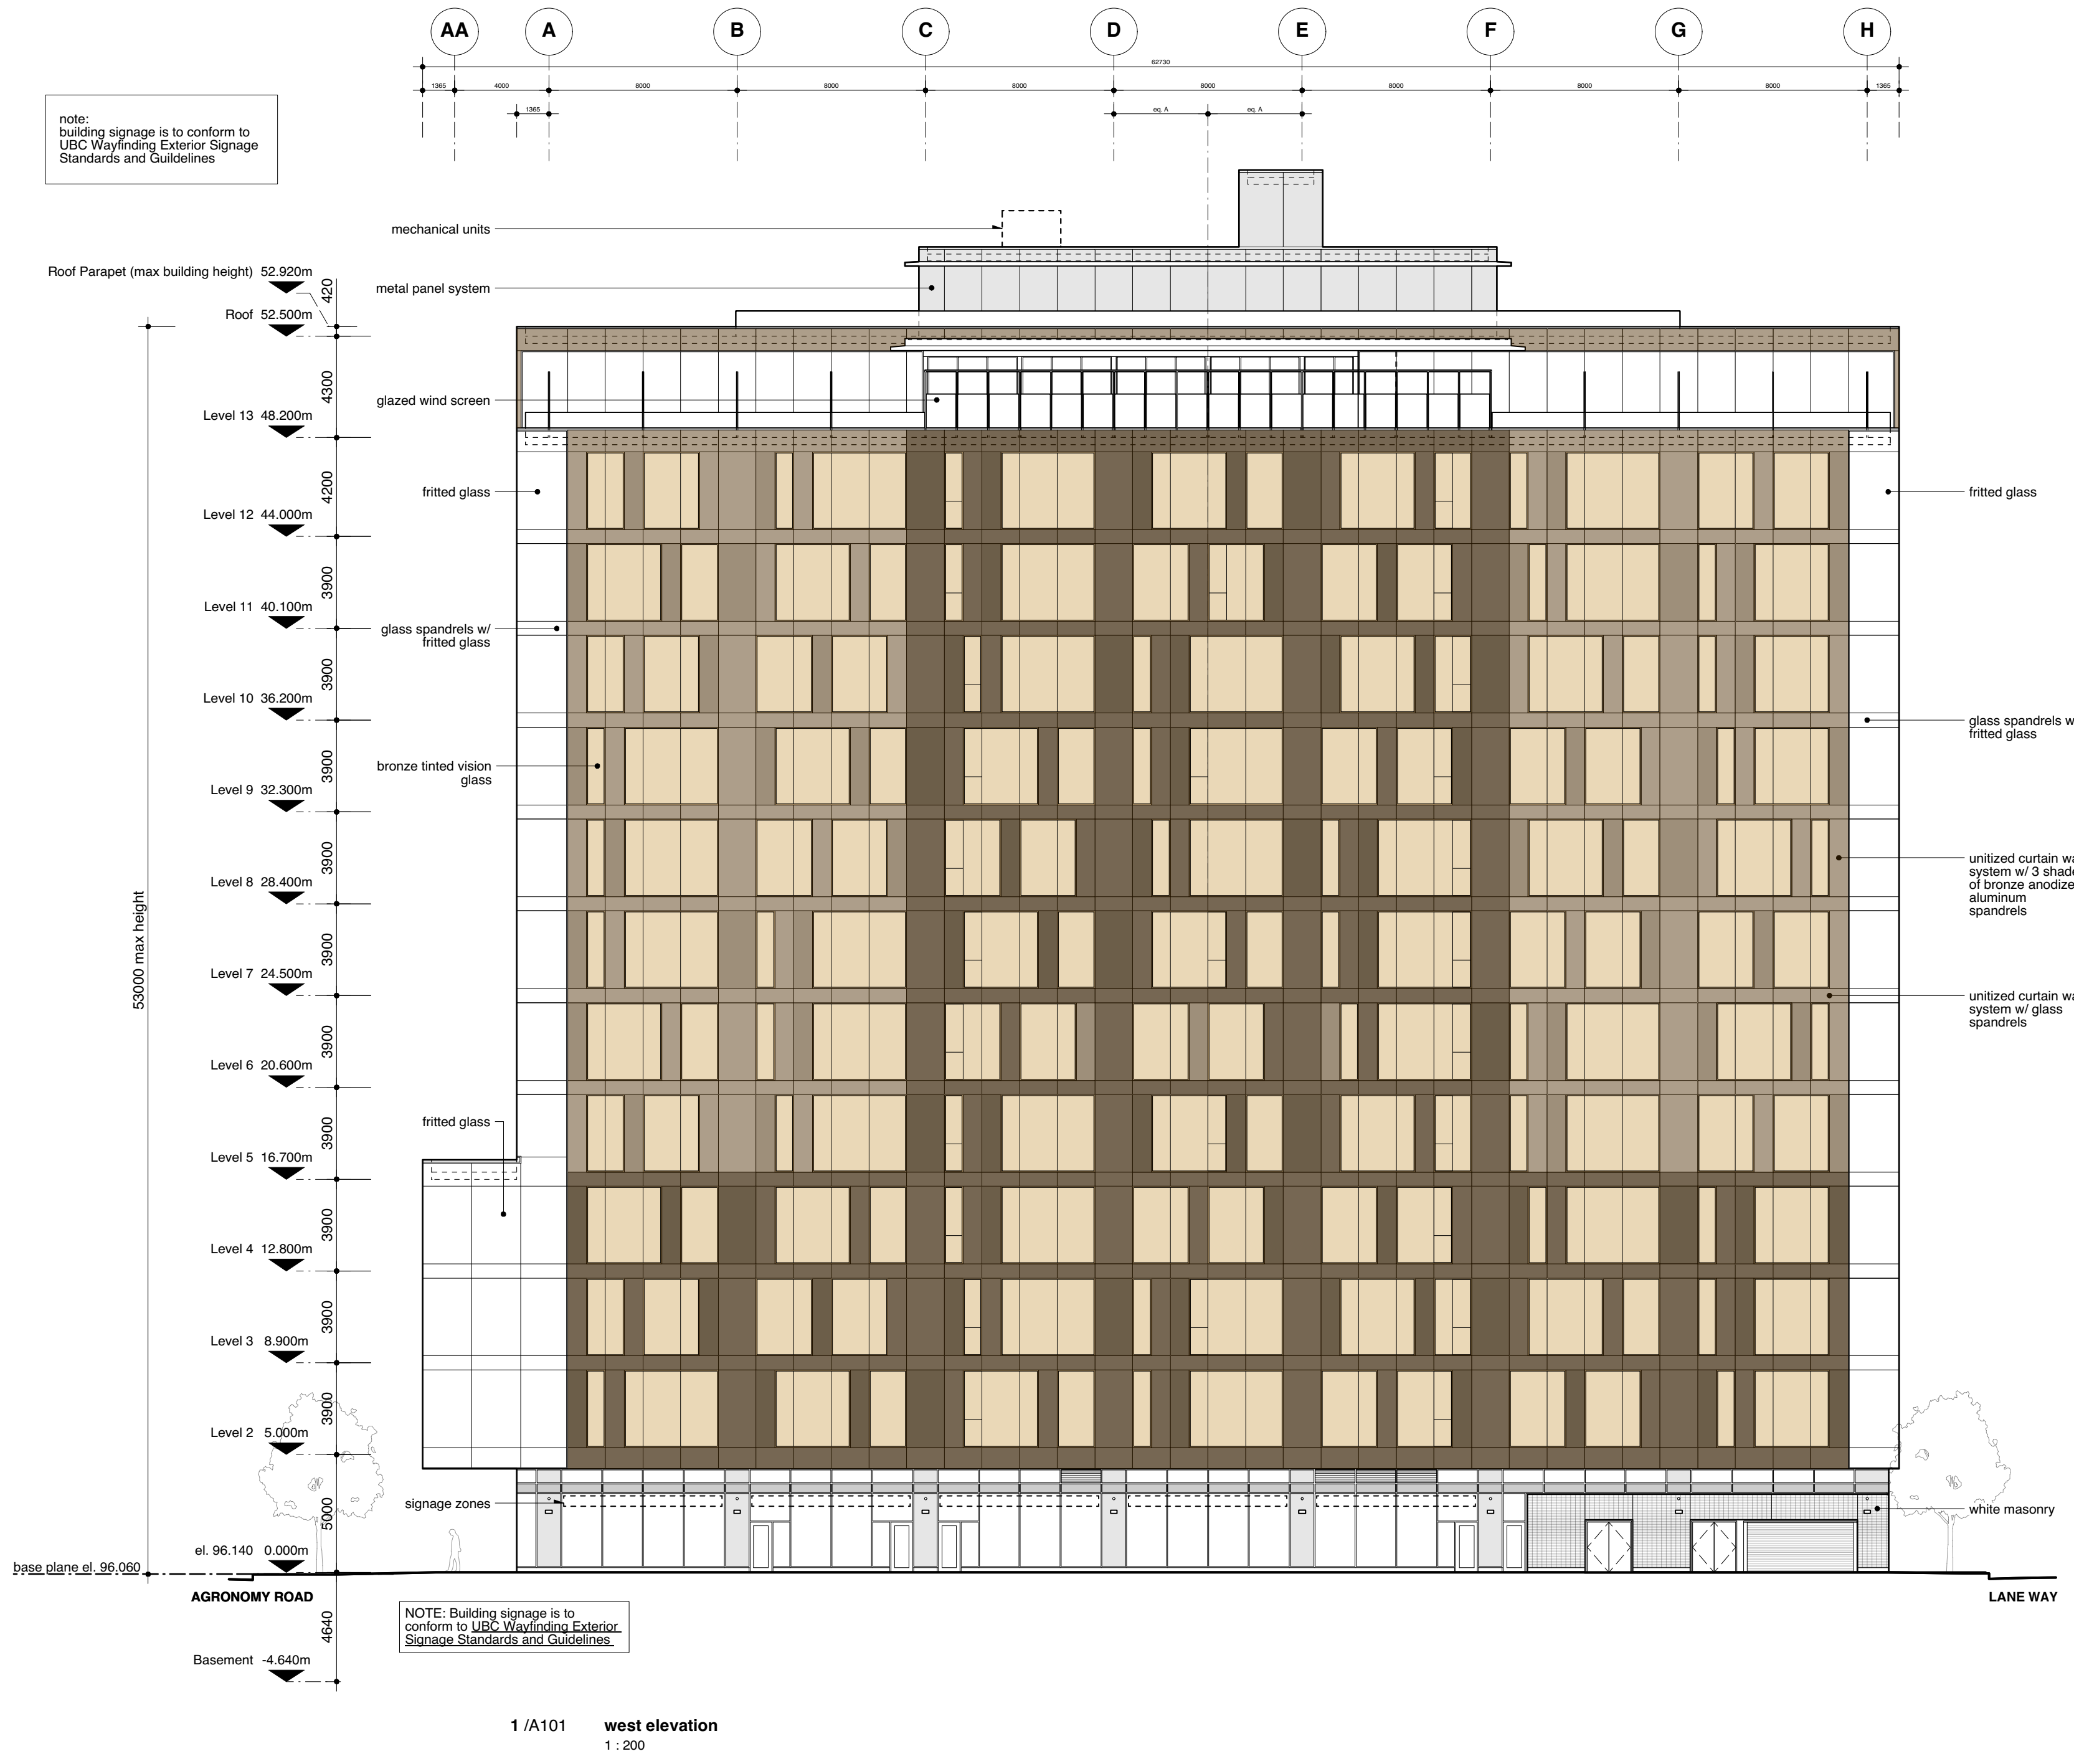 AA A B C D E F G H
62730
1365 4000 8000 8000 8000 8000 8000 8000 8000 1365
1365 eq. A eq. A
note:
building signage is to conform to
UBC Wayfinding Exterior Signage
Standards and Guildelines
mechanical units
Roof Parapet (max building height) 52.920m
420
metal panel system
Roof 52.500m
4300
glazed wind screen
Level 13 48.200m
4200
fritted glass
fritted glass
Level 12 44.000m
3900
Level 11 40.100m
glass spandrels w/
fritted glass
3900
Level 10 36.200m
glass spandrels w
fritted glass
3900
bronze tinted vision
glass
Level 9 32.300m
3900
unitized curtain wa
system w/ 3 shade
of bronze anodize
aluminum
spandrels
Level 8 28.400m
53000 max height
3900
Level 7 24.500m
unitized curtain wa
system w/ glass
spandrels
3900
Level 6 20.600m
3900
fritted glass
Level 5 16.700m
3900
Level 4 12.800m
3900
Level 3 8.900m
3900
Level 2 5.000m
5000
signage zones
white masonry
el. 96.140 0.000m
base plane el. 96.060
AGRONOMY ROAD
LANE WAY
NOTE: Building signage is to
conform to UBC Wayfinding Exterior
Signage Standards and Guidelines
4640
Basement -4.640m
1 /A101 west elevation
1 : 200